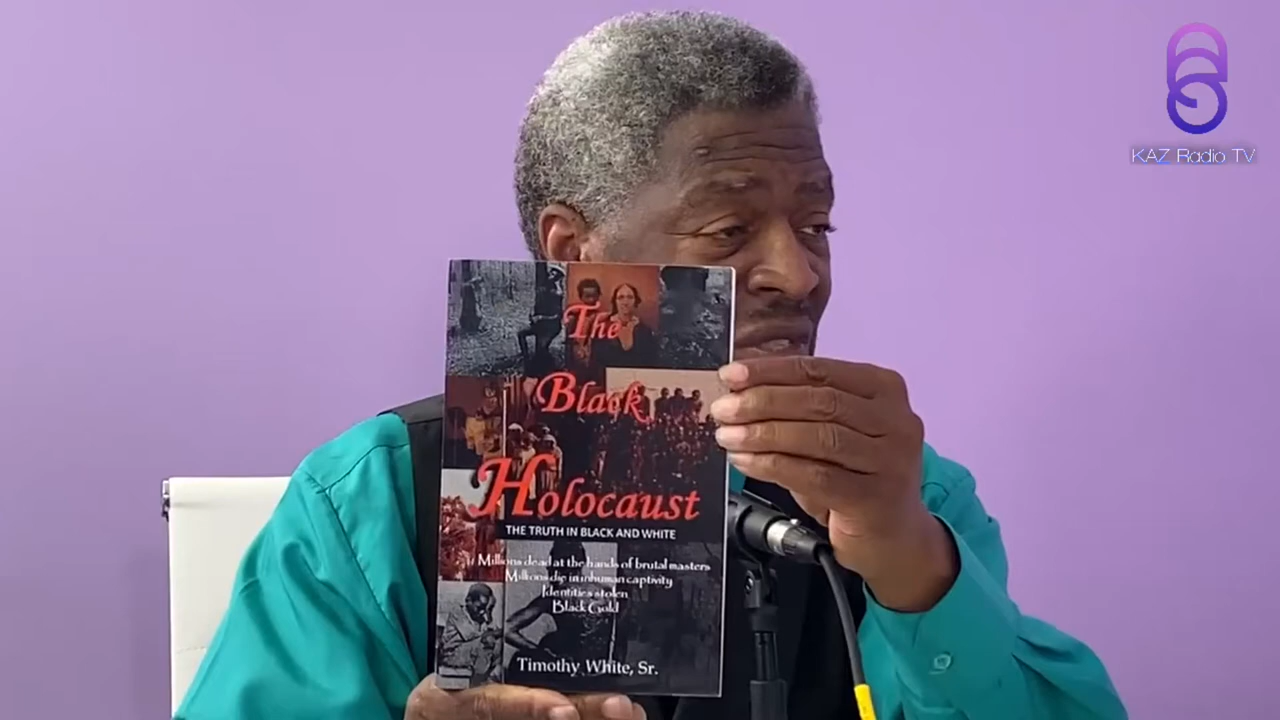 KAZ Radio TV
The
Black
Holocaust
THE TRUTH IN BLACK AND WHITE
Millions dead at the hands of brutal masters
Millions die in inhuman captivity
Identities stolen
Black Gold
Timothy White, Sr.